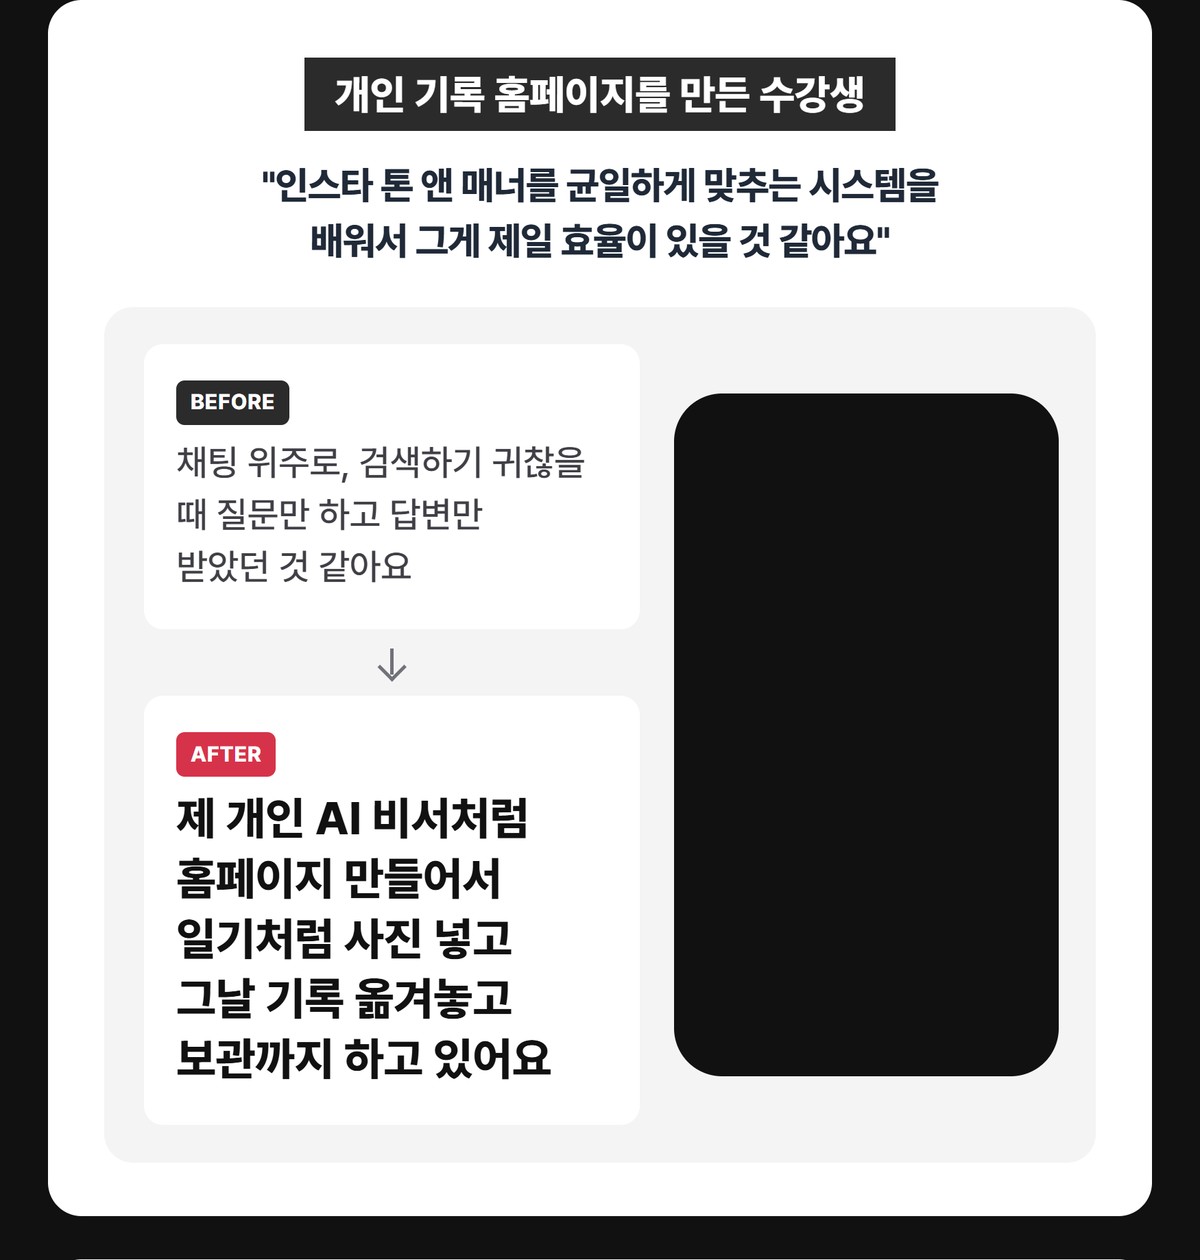 개인 기록 홈페이지를 만든 수강생
"인스타 톤 앤 매너를 균일하게 맞추는 시스템을
배워서 그게 제일 효율이 있을 것 같아요"
BEFORE
채팅 위주로, 검색하기 귀찮을
때 질문만 하고 답변만
받았던 것 같아요
AFTER
제 개인 AI 비서처럼
홈페이지 만들어서
일기처럼 사진 넣고
그날 기록 옮겨놓고
보관까지 하고 있어요